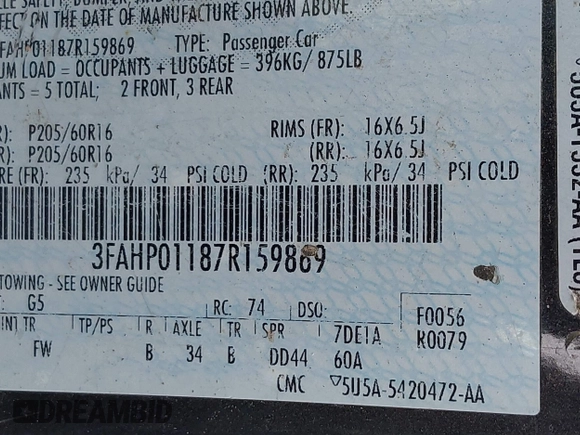 SAFETY, BUMPER, AND
EFFECT ON THE DATE OF MANUFACTURE SHOWN ABOVE.
FAHP01187R159869 TYPE: Passenger Car
UM LOAD = OCCUPANTS + LUGGAGE = 396KG/ 875LB
ANTS = 5 TOTAL; 2 FRONT, 3 REAR
R): P205/60R16 RIMS (FR): 16X6.5J
R): P205/60R16 (RR): 16X6.5J
RE (FR): 235 kPa/ 34 PSI COLD (RR): 235 kPa/ 34 PSI COLD
3FAHP01187R159869
TOWING - SEE OWNER GUIDE
: G5 RC: 74 DSO: F0056
INT TR TP/PS R AXLE TR SPR 7DE1A R0079
FW B 34 B DD44 60A
CMC ▽5U5A-5420472-AA
DREAMBID